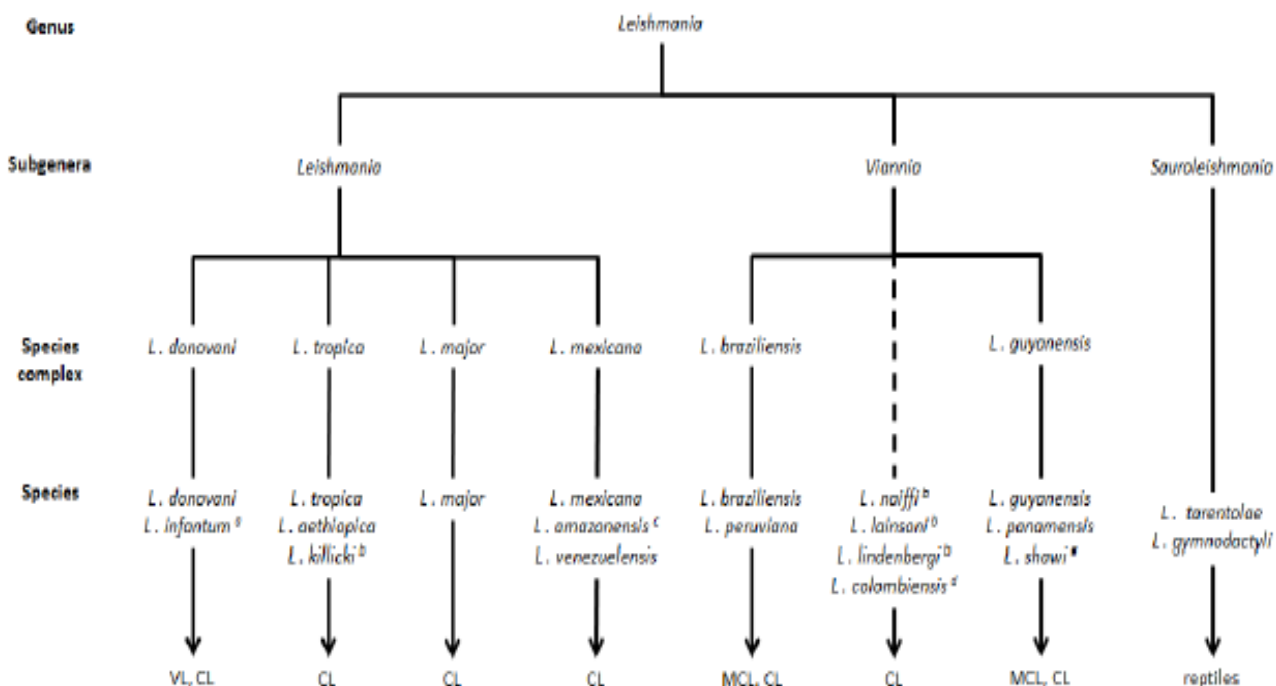 Genus Leishmania
Subgenera Leishmania Viannia Sauroleishmania
Species L. donovani L. tropica L. major L. mexicana L. braziliensis L. guyanensis
complex
Species L. donovani L. tropica L. major L. mexicana L. braziliensis L. naiffi b L. guyanensis
L. infantum L. aethiopica L. amazonensis c L. peruviana L. lainsoni b L. panamensis L. tarentolae
L. killicki b L. venezuelensis L. lindenbergi b L. shawi L. gymnodactyli
L. colombiensis d
VL, CL CL CL CL MCL, CL CL MCL, CL reptiles